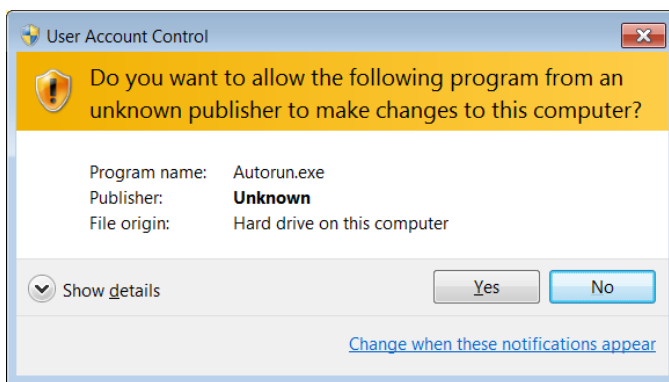 User Account Control
Do you want to allow the following program from an
unknown publisher to make changes to this computer?
Program name: Autorun.exe
Publisher: Unknown
File origin: Hard drive on this computer
Show details Yes No
Change when these notifications appear